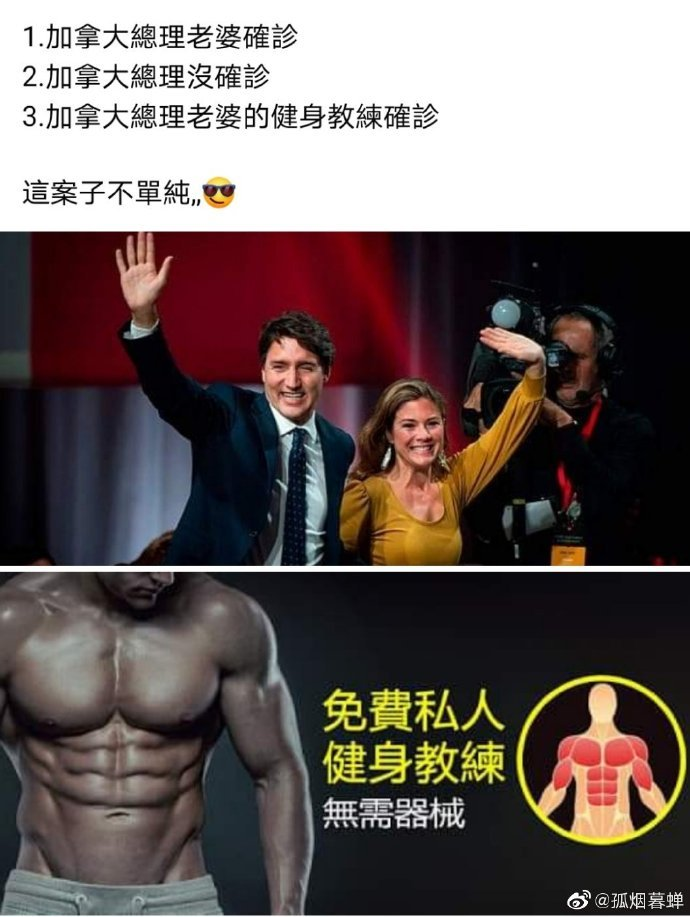 1.加拿大總理老婆確診
2.加拿大總理沒確診
3.加拿大總理老婆的健身教練確診
這案子不單純,,😎
免費私人
健身教練
無需器械
@孤烟暮蝉